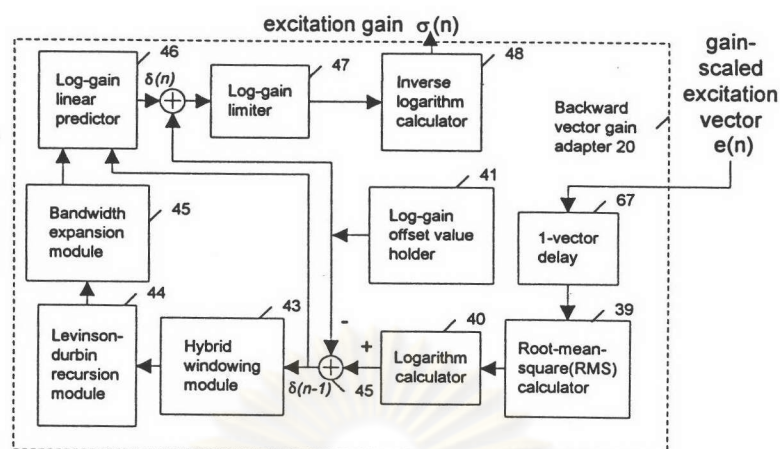 excitation gain σ(n)
46
Log-gain
linear
predictor
δ(n)
47
Log-gain
limiter
48
Inverse
logarithm
calculator
gain-
scaled
excitation
vector
e(n)
Backward
vector gain
adapter 20
45
Bandwidth
expansion
module
41
Log-gain
offset value
holder
67
1-vector
delay
44
Levinson-
durbin
recursion
module
43
Hybrid
windowing
module
-
+
δ(n-1)
45
40
Logarithm
calculator
39
Root-mean-
square(RMS)
calculator